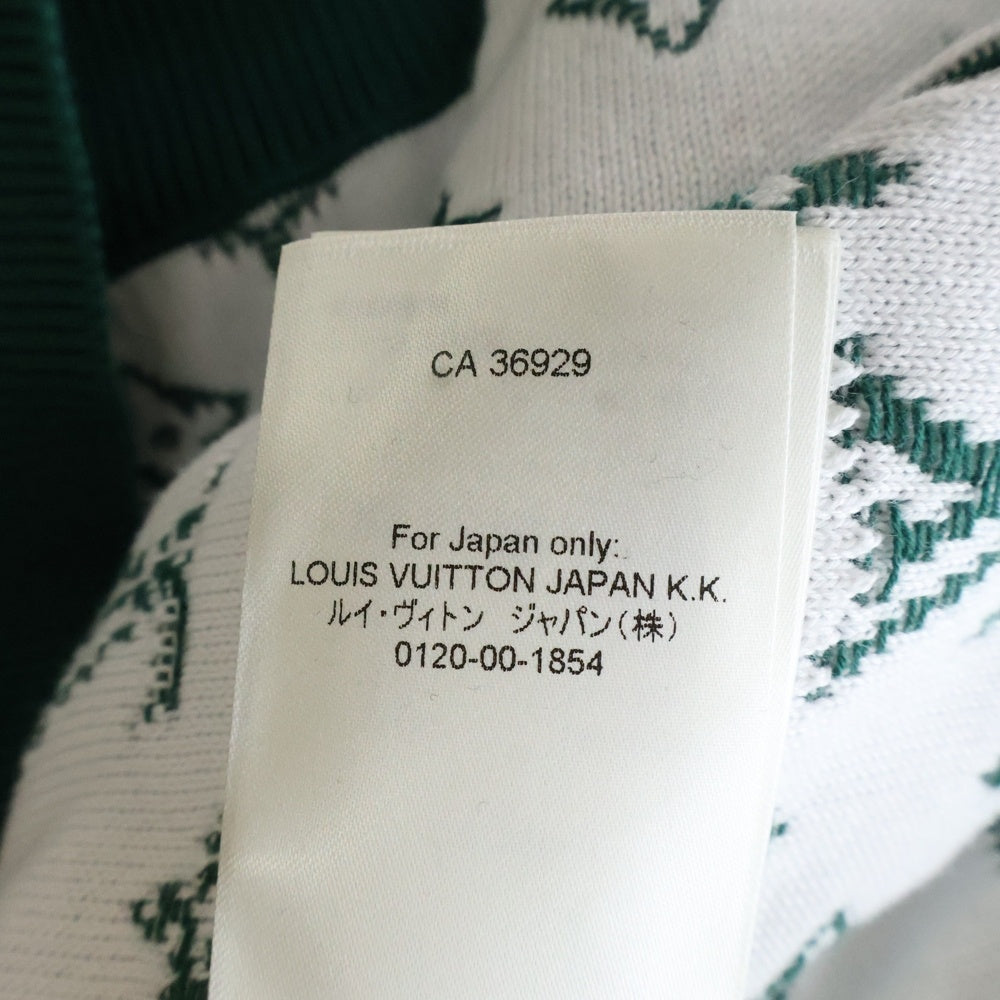 CA 36929
For Japan only:
LOUIS VUITTON JAPAN K.K.
ルイ・ヴィトン　ジャパン(株)
0120-00-1854